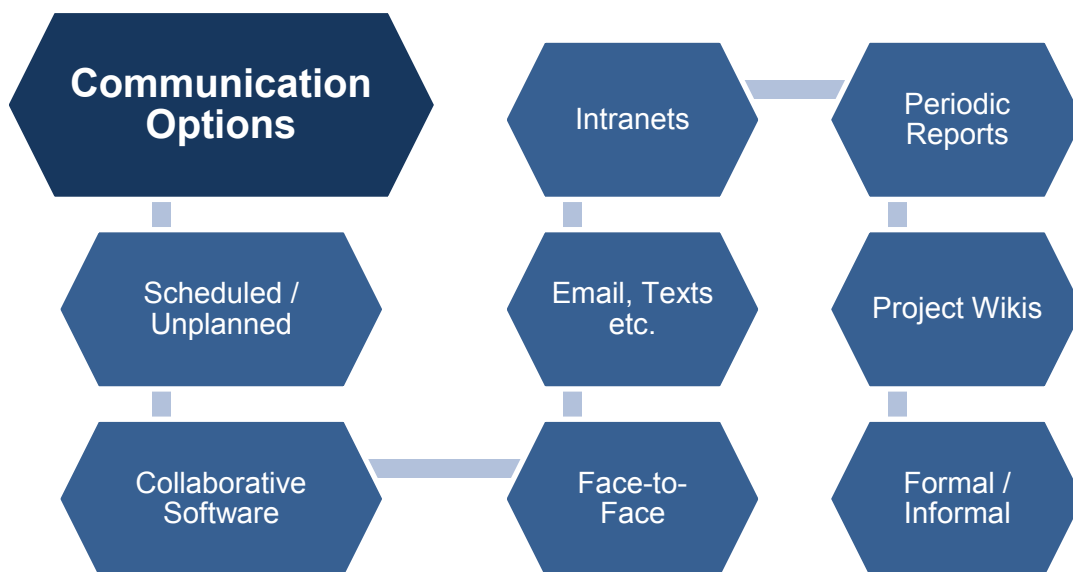 Communication
Options
Scheduled /
Unplanned
Collaborative
Software
Face-to-
Face
Email, Texts
etc.
Intranets
Periodic
Reports
Project Wikis
Formal /
Informal